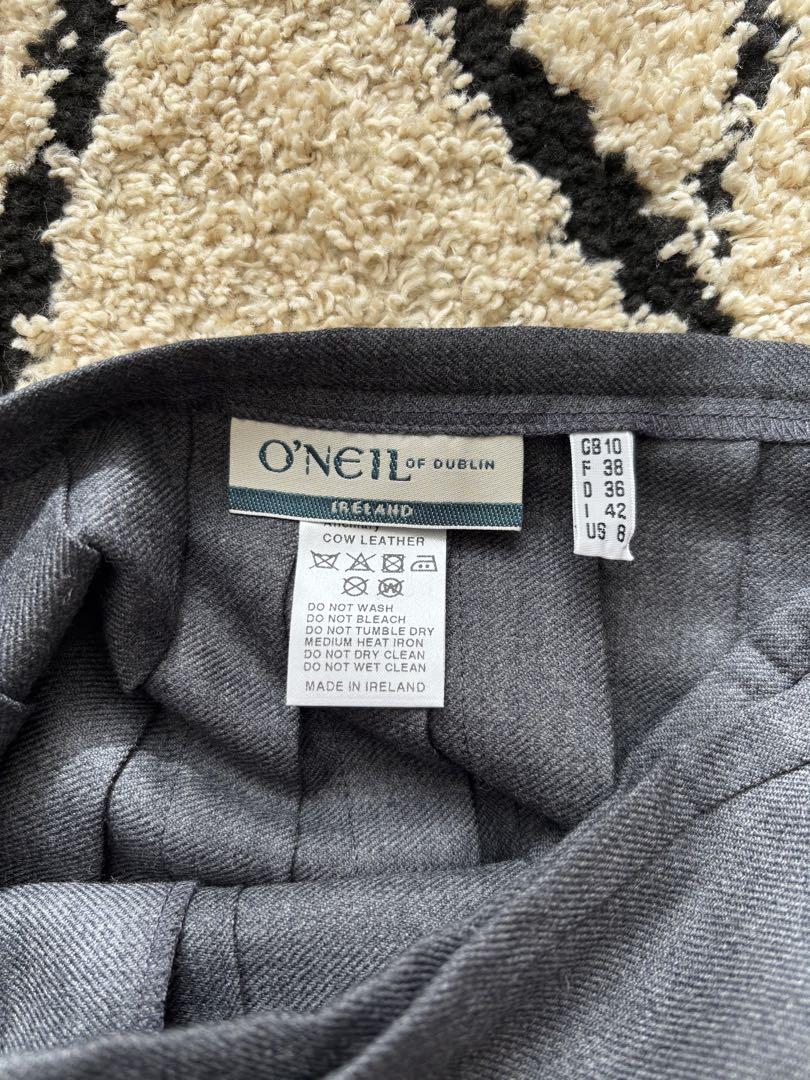 O'NEIL OF DUBLIN
IRELAND
COW LEATHER
W
DO NOT WASH
DO NOT BLEACH
DO NOT TUMBLE DRY
MEDIUM HEAT IRON
DO NOT DRY CLEAN
DO NOT WET CLEAN
MADE IN IRELAND
GB 10
F 38
D 36
I 42
US 8